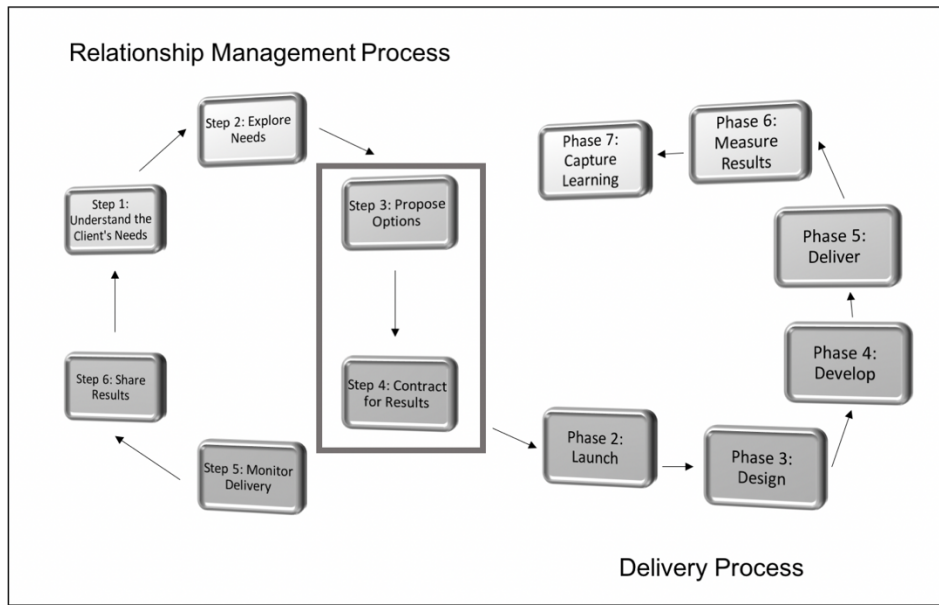 Relationship Management Process
Step 1:
Understand the
Client's Needs
Step 2: Explore
Needs
Step 3: Propose
Options
Step 4: Contract
for Results
Step 5: Monitor
Delivery
Step 6: Share
Results
Phase 2:
Launch
Phase 3:
Design
Phase 4:
Develop
Phase 5:
Deliver
Phase 6:
Measure
Results
Phase 7:
Capture
Learning
Delivery Process